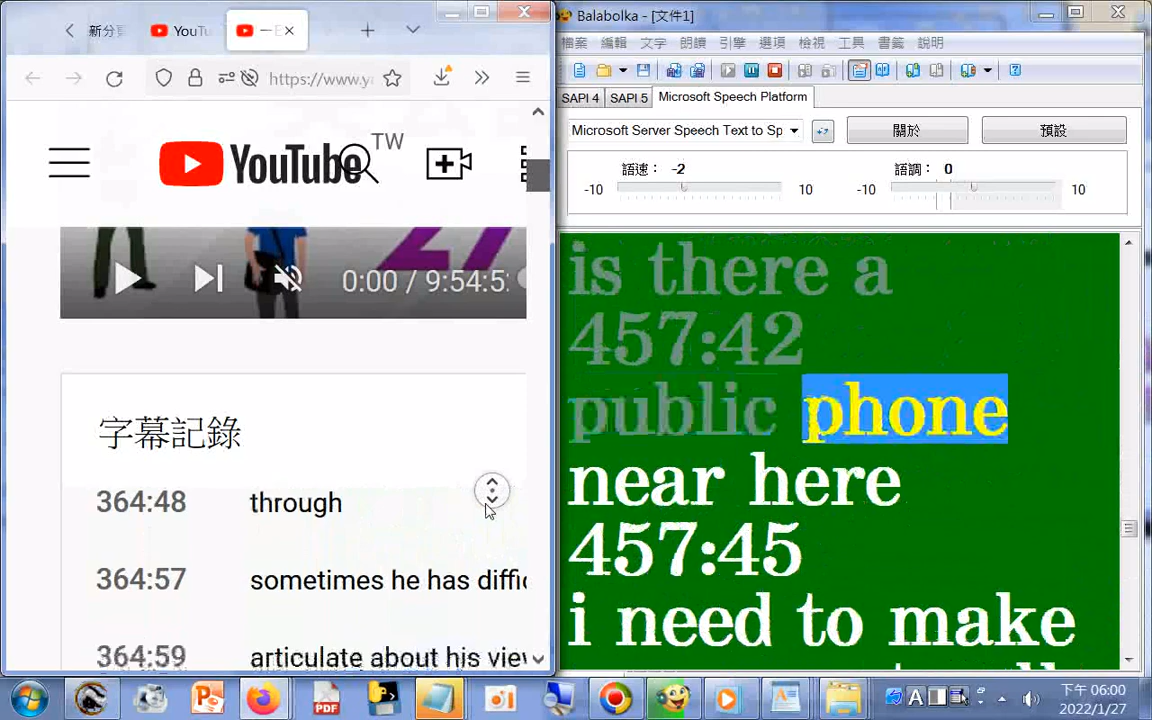 新分
YouTu
一 E
https://www.y
YouTube
TW
27
0:00 / 9:54:5
字幕記錄
364:48 through
364:57 sometimes he has diffic
364:59 articulate about his view
Balabolka - [文件1]
檔案 編輯 文字 朗讀 引擎 選項 檢視 工具 書籤 說明
SAPI 4 SAPI 5 Microsoft Speech Platform
Microsoft Server Speech Text to Sp 關於 預設
語速： -2 語調： 0
-10 10 -10 10
is there a
457:42
public phone
near here
457:45
i need to make
下午 06:00
2022/1/27